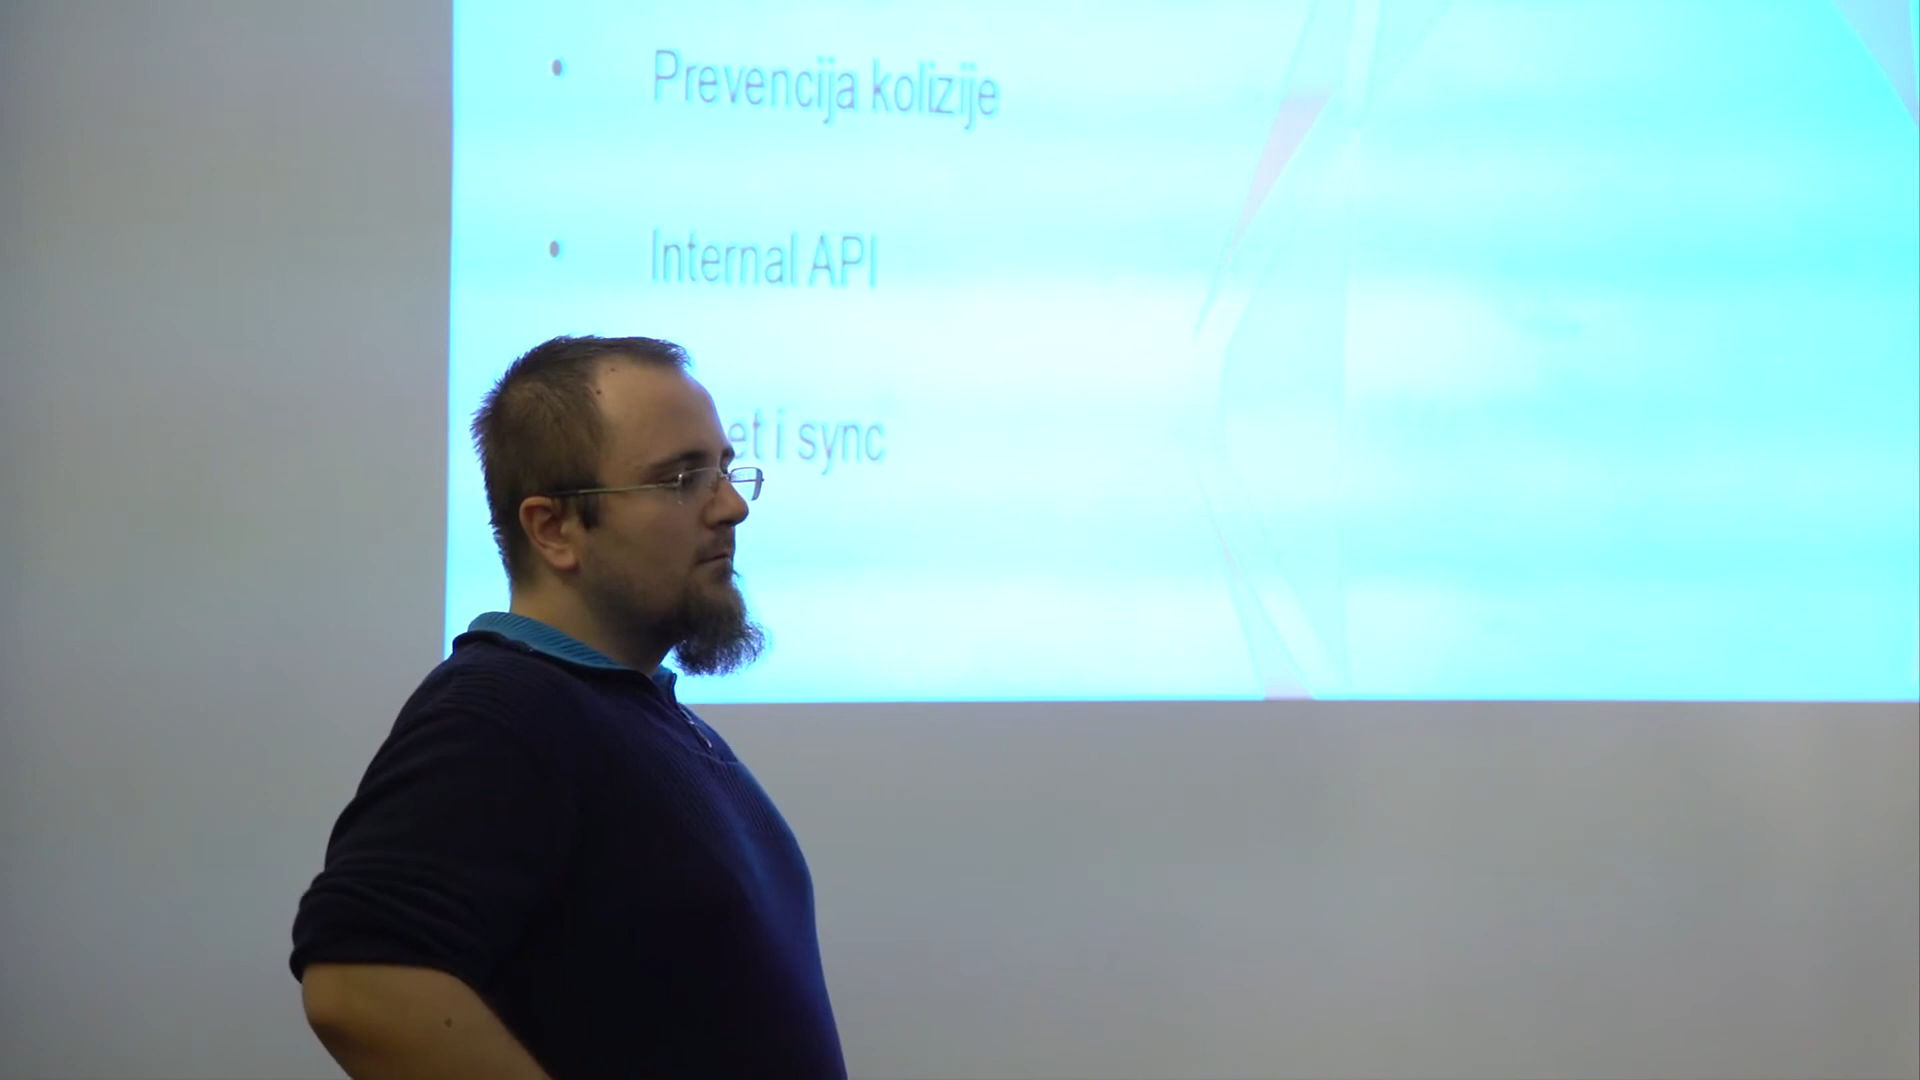 • Prevencija kolizije
• Internal API
et i sync